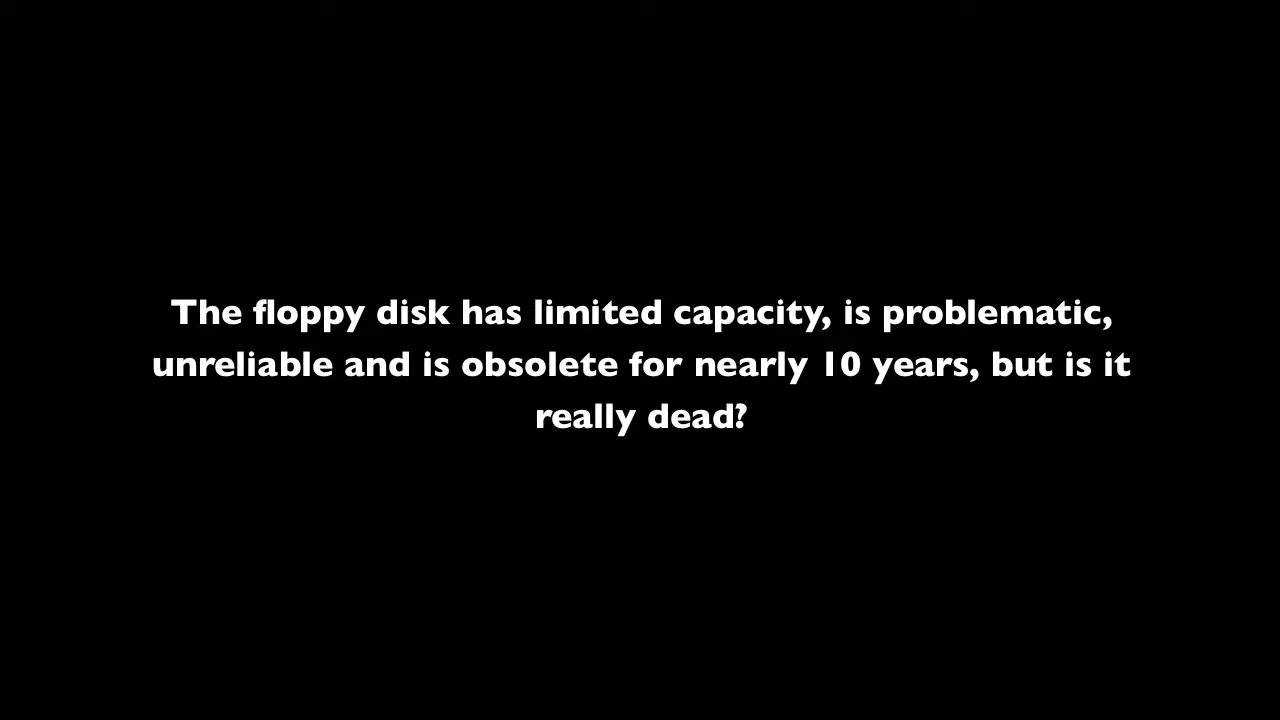 The floppy disk has limited capacity, is problematic,
unreliable and is obsolete for nearly 10 years, but is it
really dead?